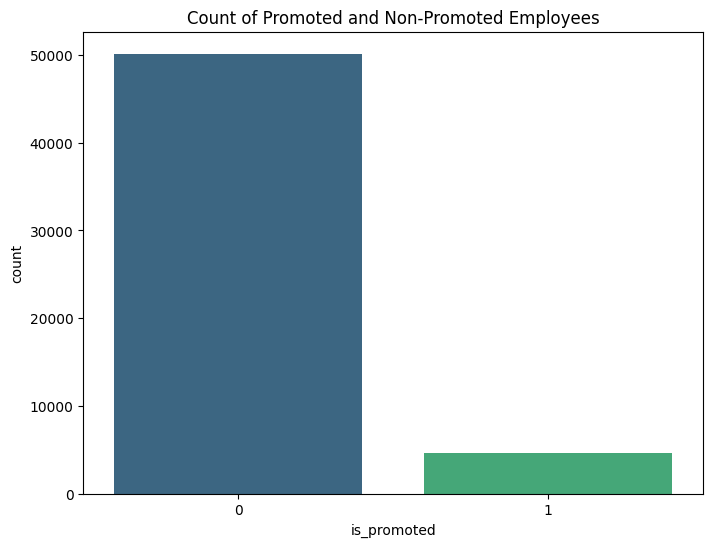 Count of Promoted and Non-Promoted Employees
50000
40000
30000
20000
10000
0
count
0 1
is_promoted